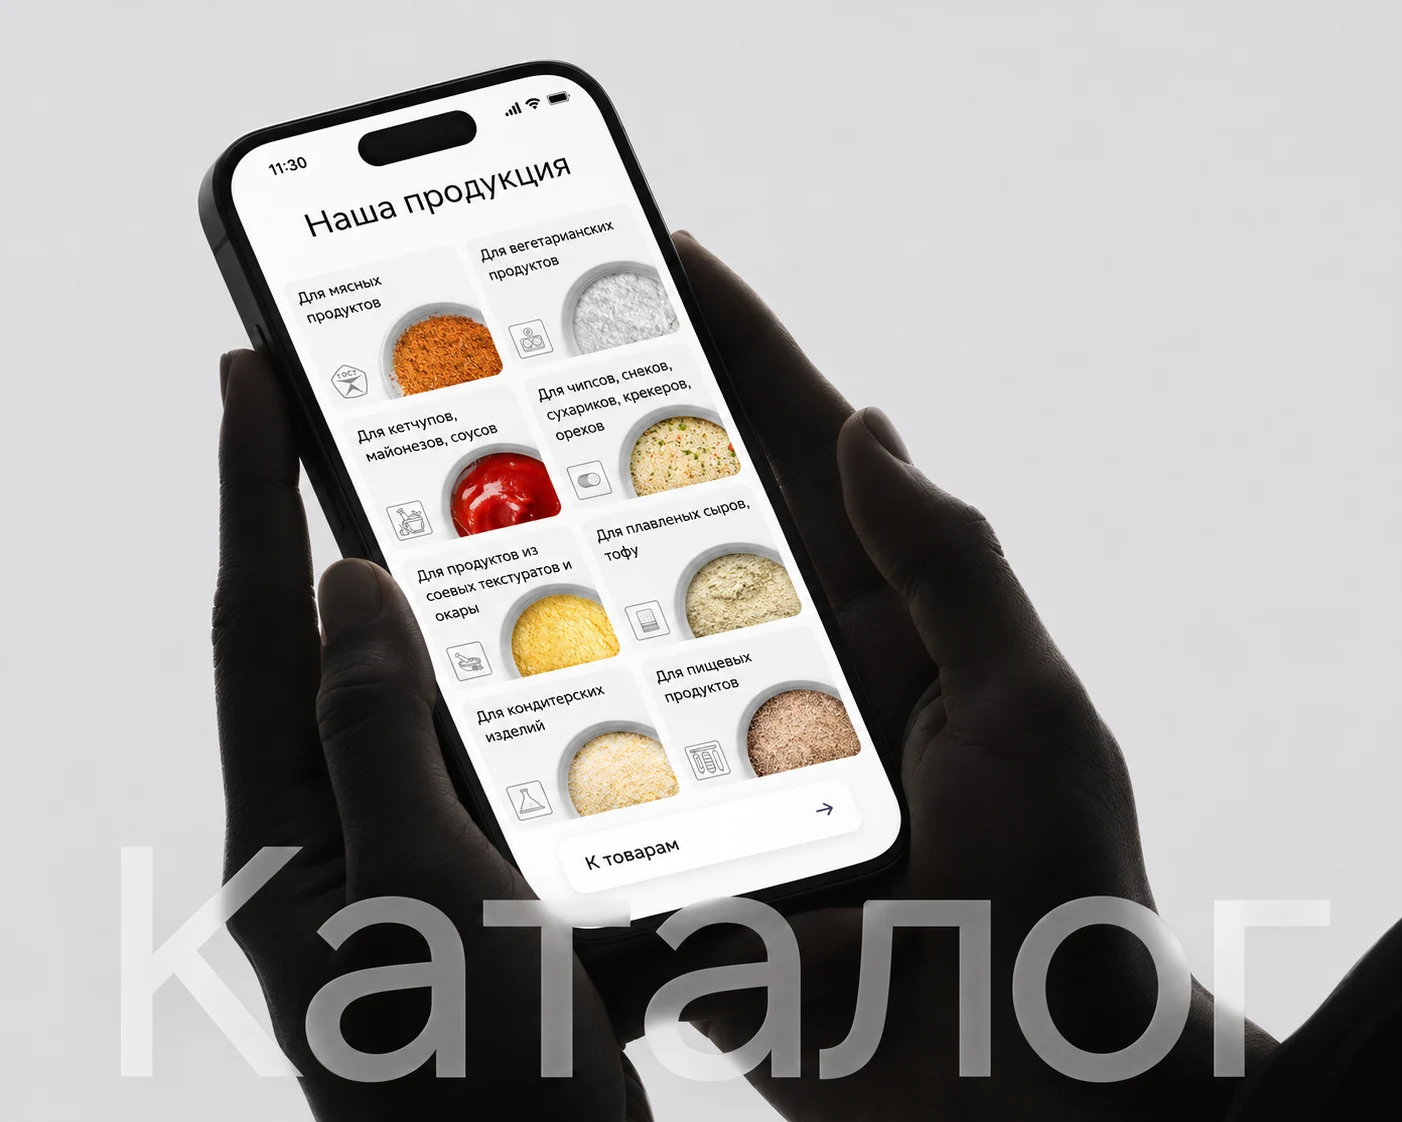 11:30
Наша продукция
Для мясных
продуктов
ГОСТ
Для вегетарианских
продуктов
Для кетчупов,
майонезов, соусов
Для чипсов, снеков,
сухариков, крекеров,
орехов
Для продуктов из
соевых текстуратов и
окары
Для плавленых сыров,
тофу
Для кондитерских
изделий
Для пищевых
продуктов
К товарам
Каталог